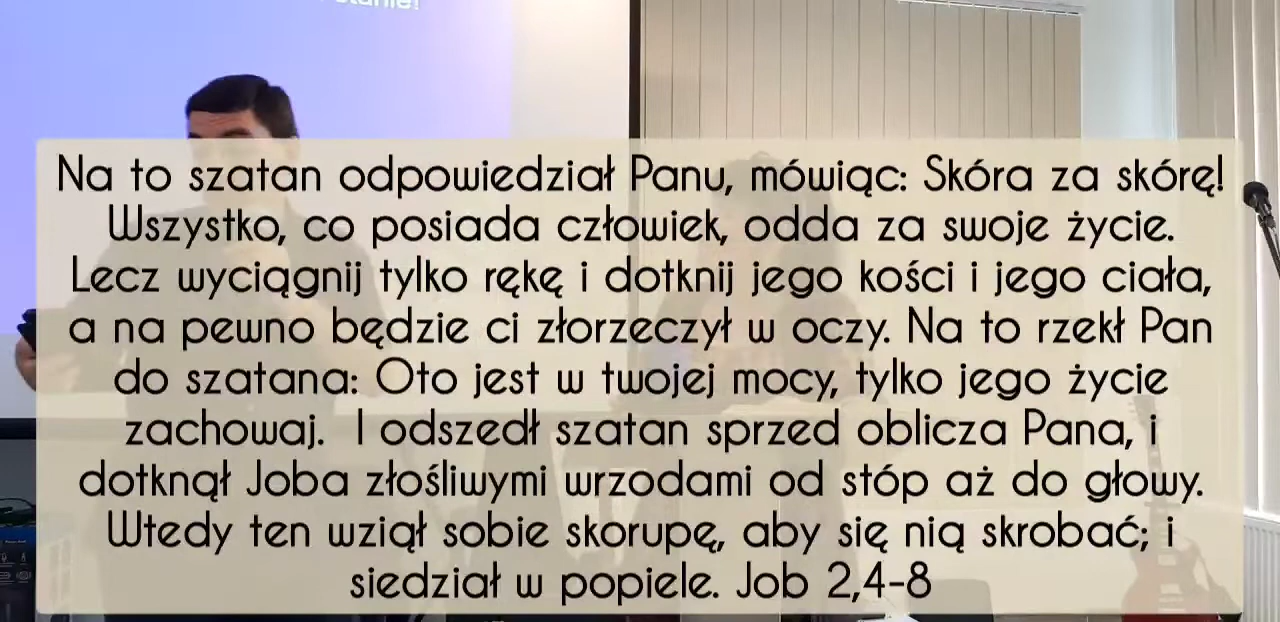 Na to szatan odpowiedział Panu, mówiąc: Skóra za skórę!
Wszystko, co posiada człowiek, odda za swoje życie.
Lecz wyciągnij tylko rękę i dotknij jego kości i jego ciała,
a na pewno będzie ci złorzeczył w oczy. Na to rzekł Pan
do szatana: Oto jest w twojej mocy, tylko jego życie
zachowaj. I odszedł szatan sprzed oblicza Pana, i
dotknął Joba złośliwymi wrzodami od stóp aż do głowy.
Wtedy ten wziął sobie skorupę, aby się nią skrobać; i
siedział w popiele. Job 2,4-8